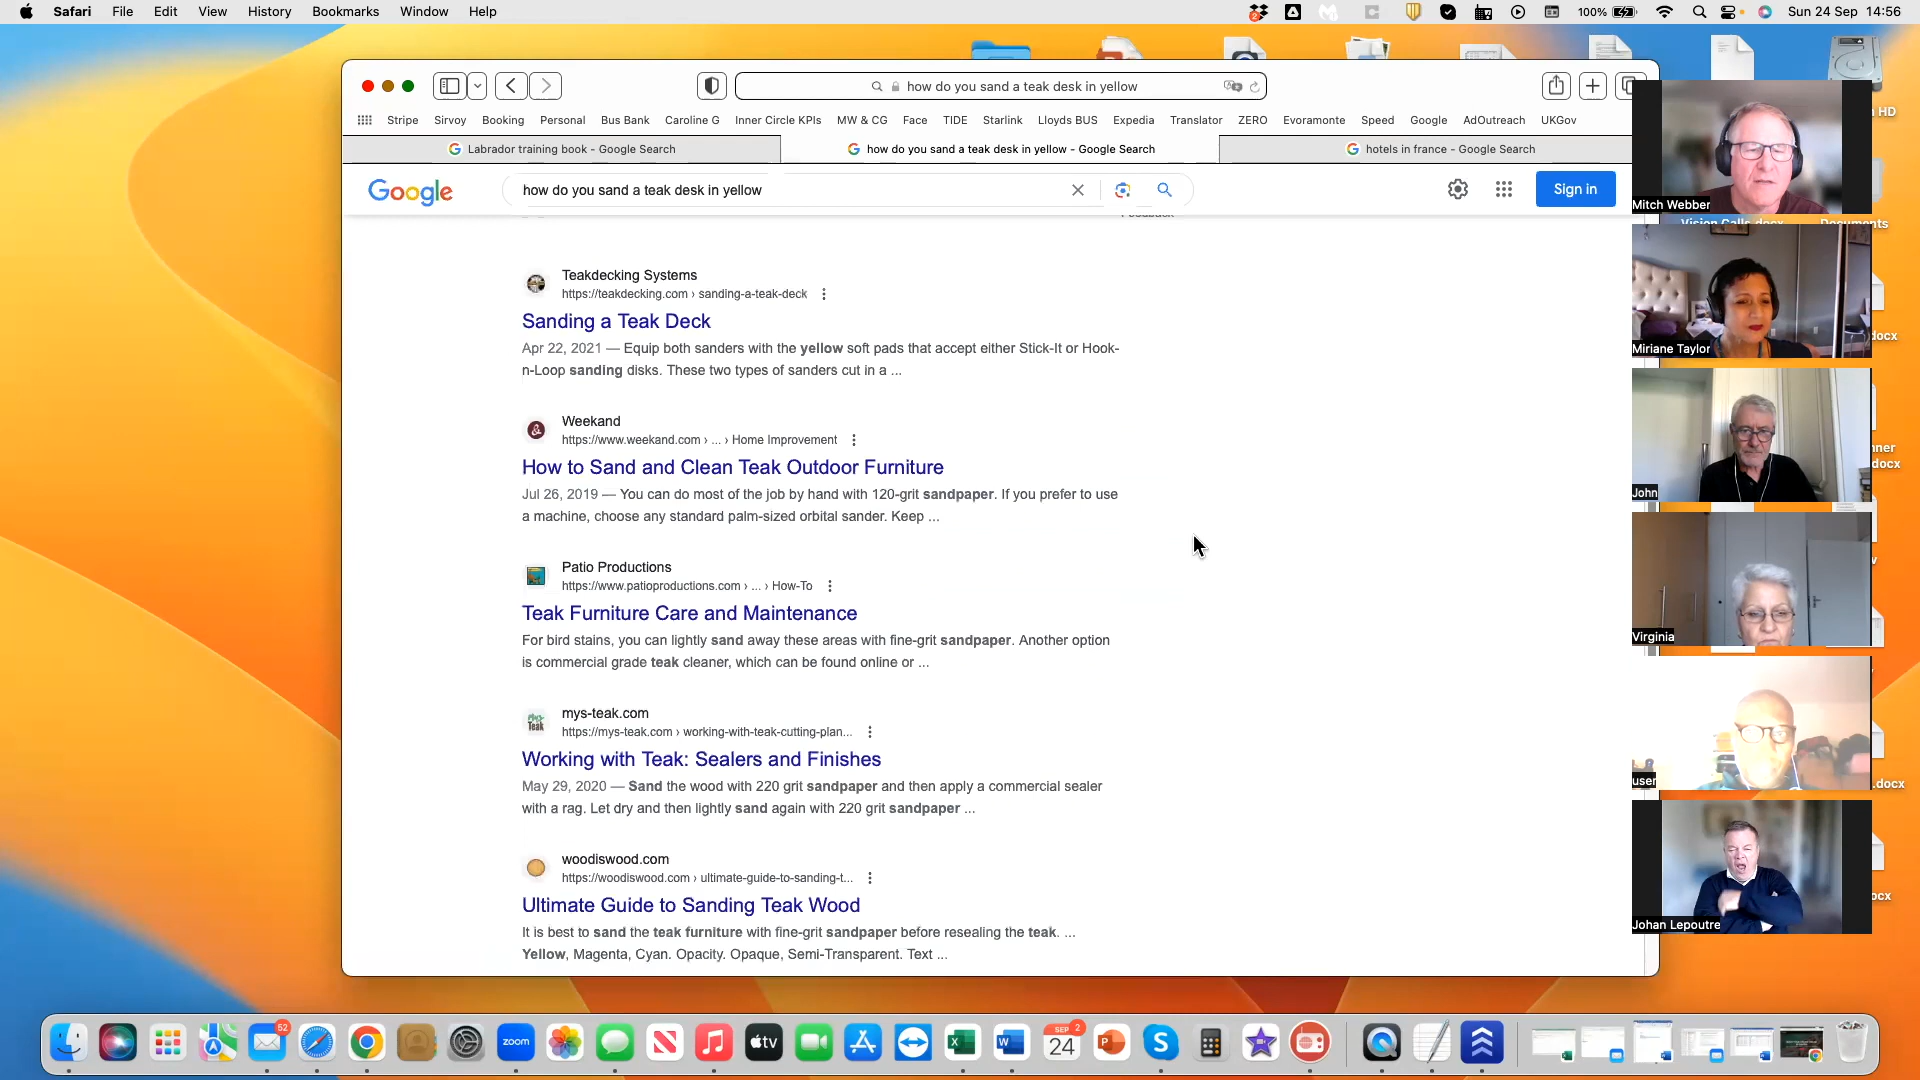 Safari File Edit View History Bookmarks Window Help
2
100%
Sun 24 Sep 14:56
how do you sand a teak desk in yellow
Stripe Sirvoy Booking Personal Bus Bank Caroline G Inner Circle KPIs MW & CG Face TIDE Starlink Lloyds BUS Expedia Translator ZERO Evoramonte Speed Google AdOutreach UKGov
Labrador training book - Google Search
how do you sand a teak desk in yellow - Google Search
hotels in france - Google Search
Google
how do you sand a teak desk in yellow
Sign in
Teakdecking Systems
https://teakdecking.com › sanding-a-teak-deck
Sanding a Teak Deck
Apr 22, 2021 — Equip both sanders with the yellow soft pads that accept either Stick-It or Hook-
n-Loop sanding disks. These two types of sanders cut in a ...
Weekand
https://www.weekand.com › ... › Home Improvement
How to Sand and Clean Teak Outdoor Furniture
Jul 26, 2019 — You can do most of the job by hand with 120-grit sandpaper. If you prefer to use
a machine, choose any standard palm-sized orbital sander. Keep ...
Patio Productions
https://www.patioproductions.com › ... › How-To
Teak Furniture Care and Maintenance
For bird stains, you can lightly sand away these areas with fine-grit sandpaper. Another option
is commercial grade teak cleaner, which can be found online or ...
mys-teak.com
https://mys-teak.com › working-with-teak-cutting-plan...
Working with Teak: Sealers and Finishes
May 29, 2020 — Sand the wood with 220 grit sandpaper and then apply a commercial sealer
with a rag. Let dry and then lightly sand again with 220 grit sandpaper ...
woodiswood.com
https://woodiswood.com › ultimate-guide-to-sanding-t...
Ultimate Guide to Sanding Teak Wood
It is best to sand the teak furniture with fine-grit sandpaper before resealing the teak. ...
Yellow, Magenta, Cyan. Opacity. Opaque, Semi-Transparent. Text ...
HD
Mitch Webber
Miriane Taylor
docx
John
docx
Virginia
user
.docx
Johan Lepoutre
52
zoom
tv
SEP
24
2